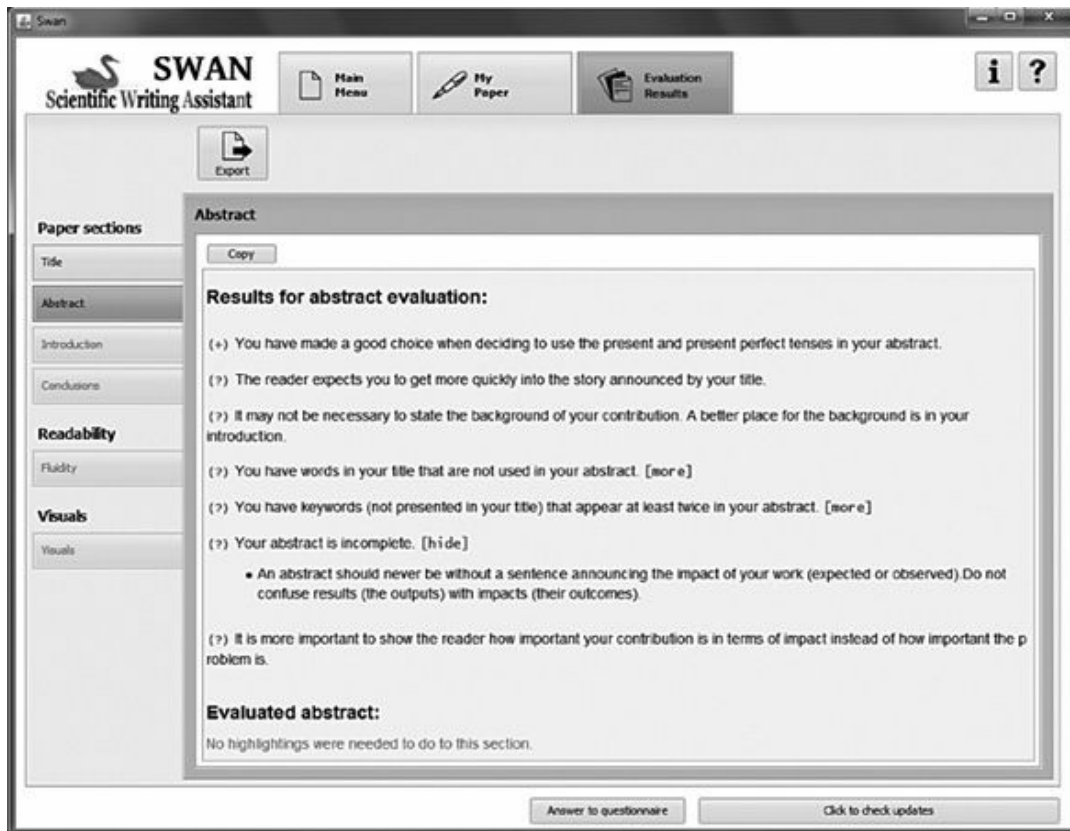 Swan
SWAN
Scientific Writing Assistant
Main
Menu
My
Paper
Evaluation
Results
i
?
Export
Paper sections
Title
Abstract
Introduction
Conclusions
Readability
Fluidity
Visuals
Visuals
Abstract
Copy
Results for abstract evaluation:
(+) You have made a good choice when deciding to use the present and present perfect tenses in your abstract.
(?) The reader expects you to get more quickly into the story announced by your title.
(?) It may not be necessary to state the background of your contribution. A better place for the background is in your
introduction.
(?) You have words in your title that are not used in your abstract. [more]
(?) You have keywords (not presented in your title) that appear at least twice in your abstract. [more]
(?) Your abstract is incomplete. [hide]
• An abstract should never be without a sentence announcing the impact of your work (expected or observed).Do not
confuse results (the outputs) with impacts (their outcomes).
(?) It is more important to show the reader how important your contribution is in terms of impact instead of how important the p
roblem is.
Evaluated abstract:
No highlightings were needed to do to this section.
Answer to questionnaire
Click to check updates